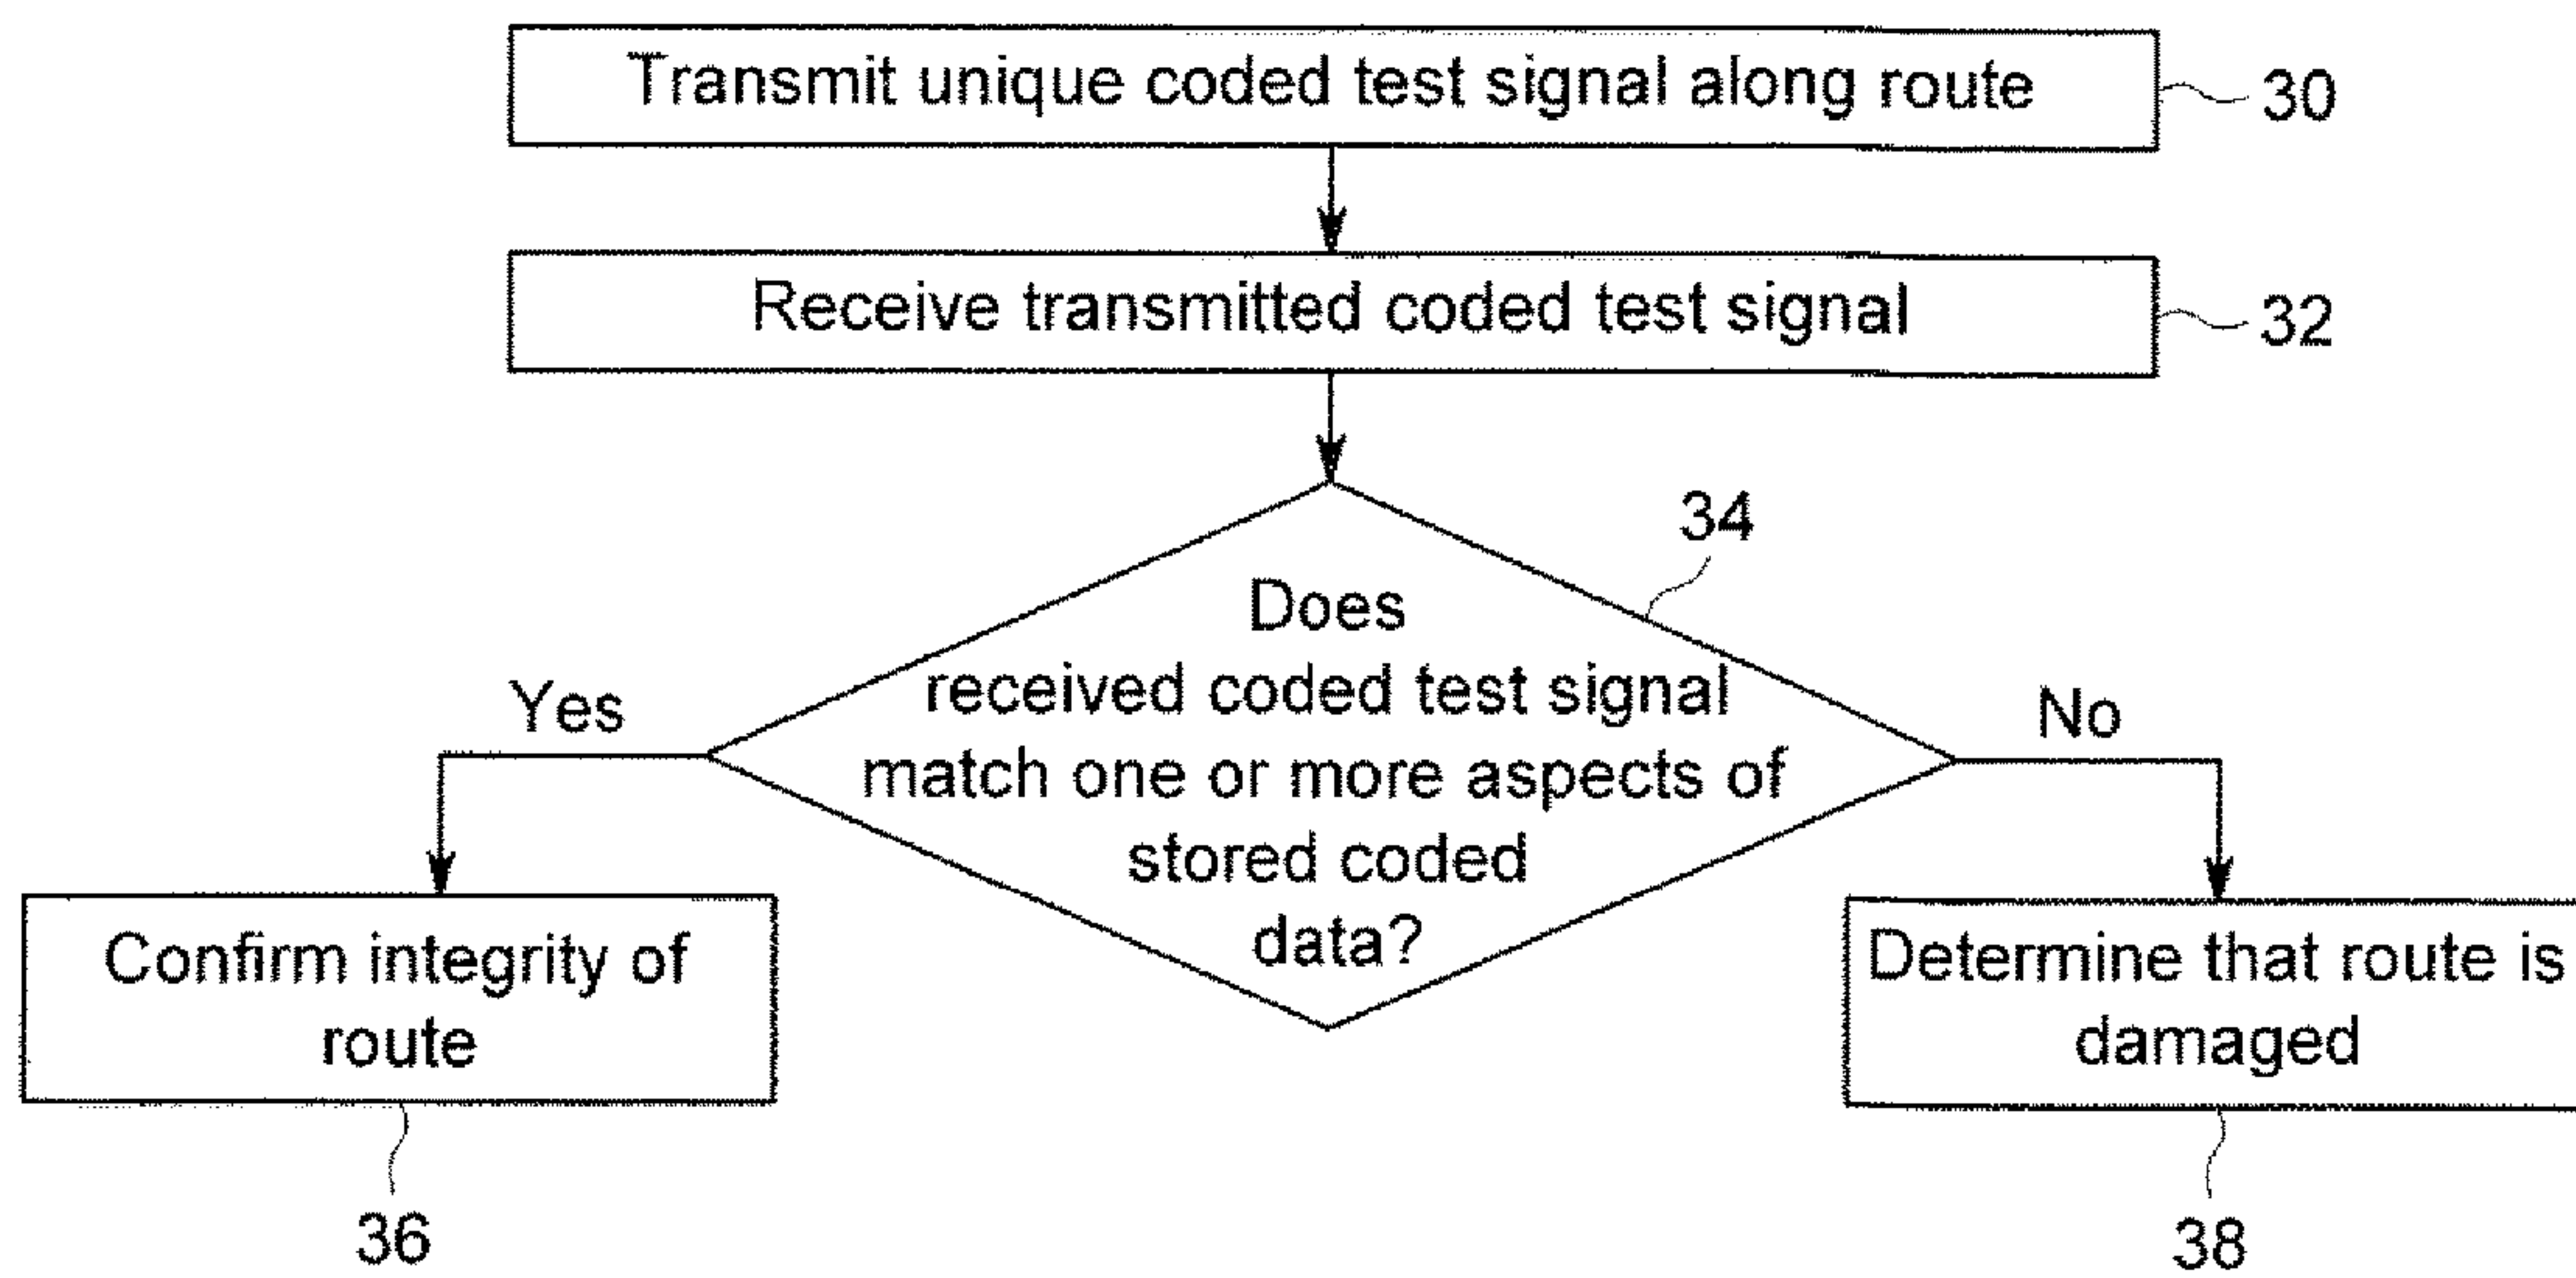 Transmit unique coded test signal along route
30
Receive transmitted coded test signal
32
34
Does
received coded test signal
match one or more aspects of
stored coded
data?
Yes
No
Confirm integrity of
route
36
Determine that route is
damaged
38